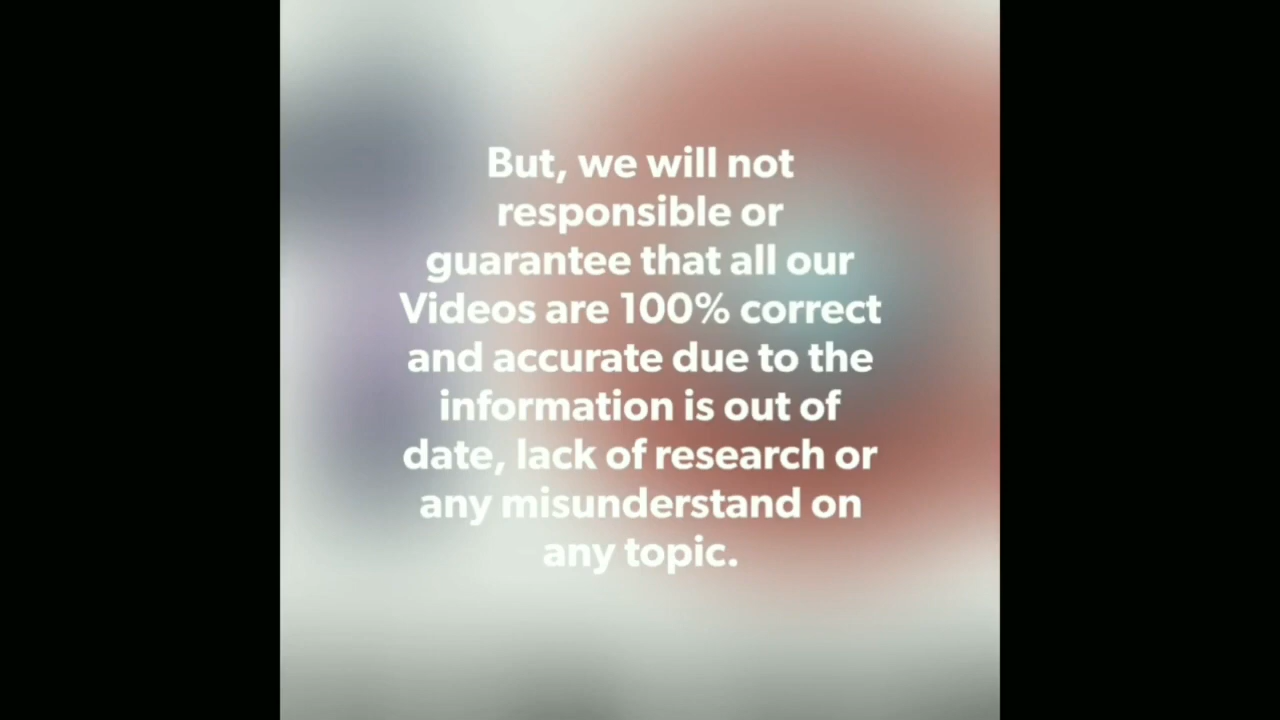 But, we will not
responsible or
guarantee that all our
Videos are 100% correct
and accurate due to the
information is out of
date, lack of research or
any misunderstand on
any topic.